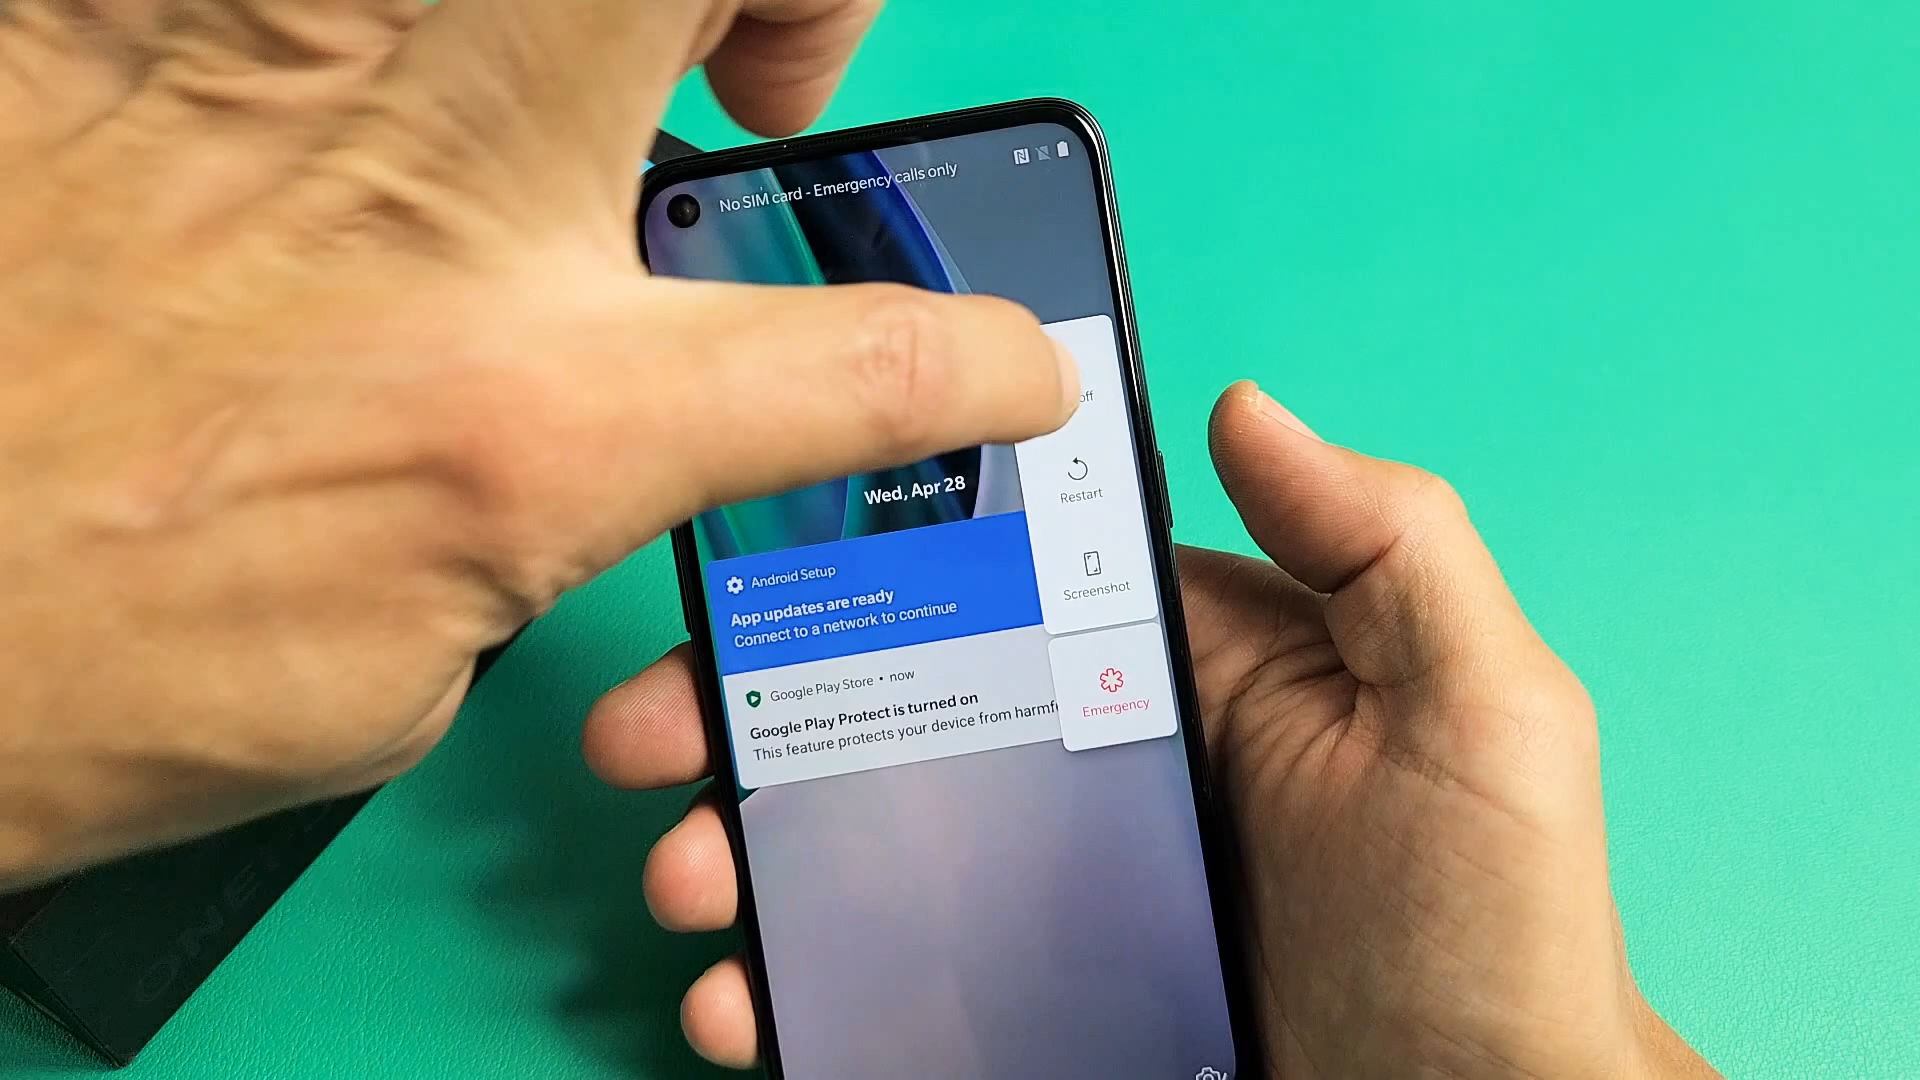 No SIM card - Emergency calls only
off
Restart
Wed, Apr 28
Screenshot
Android Setup
App updates are ready
Connect to a network to continue
Google Play Store • now
Google Play Protect is turned on
This feature protects your device from harmf
Emergency